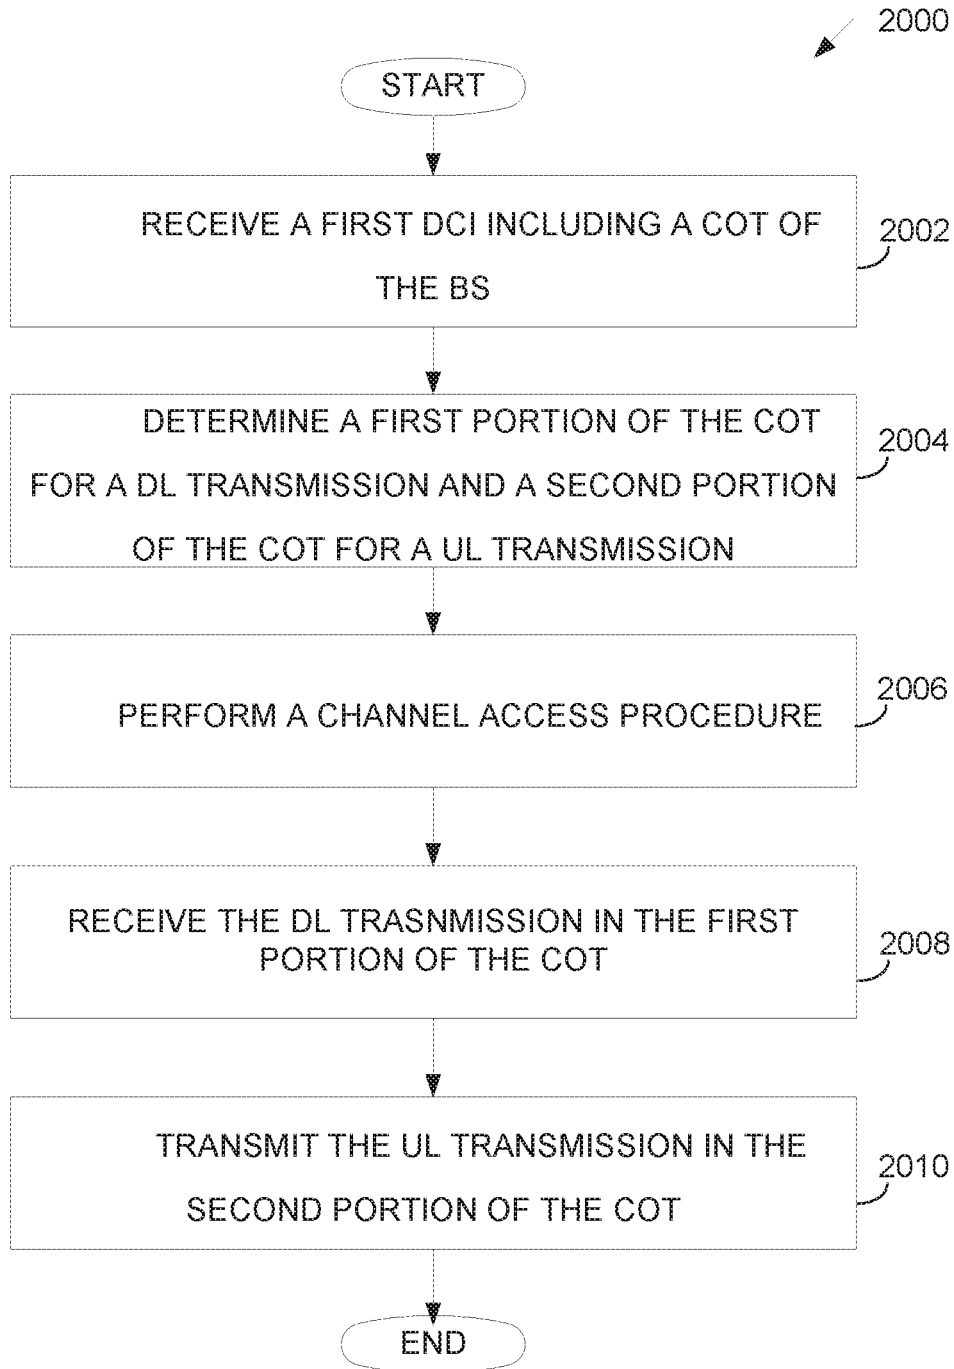 2000
START
RECEIVE A FIRST DCI INCLUDING A COT OF
THE BS
2002
DETERMINE A FIRST PORTION OF THE COT
FOR A DL TRANSMISSION AND A SECOND PORTION
OF THE COT FOR A UL TRANSMISSION
2004
PERFORM A CHANNEL ACCESS PROCEDURE
2006
RECEIVE THE DL TRASNMISSION IN THE FIRST
PORTION OF THE COT
2008
TRANSMIT THE UL TRANSMISSION IN THE
SECOND PORTION OF THE COT
2010
END